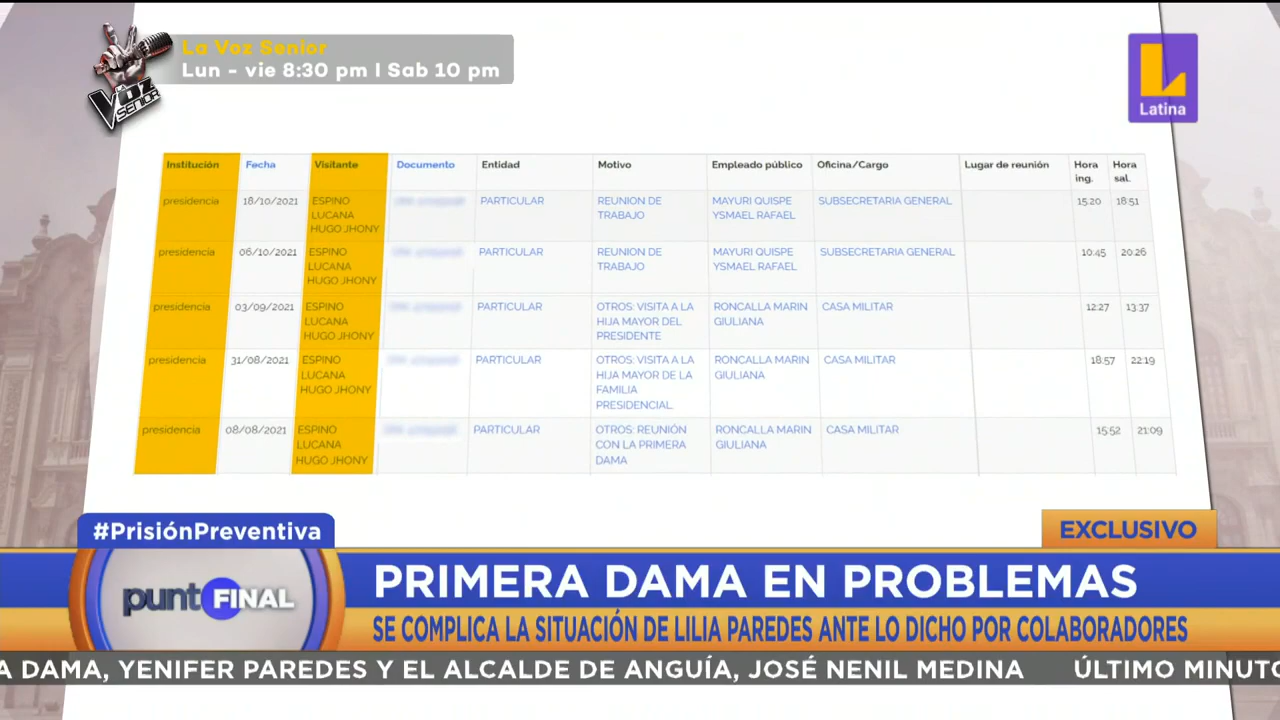 La Voz Senior
Lun - vie 8:30 pm I Sab 10 pm
LA VOZ SENIOR
Latina
Institución Fecha Visitante Documento Entidad Motivo Empleado público Oficina/Cargo Lugar de reunión Hora ing. Hora sal.
presidencia 18/10/2021 ESPINO LUCANA HUGO JHONY PARTICULAR REUNION DE TRABAJO MAYURI QUISPE YSMAEL RAFAEL SUBSECRETARIA GENERAL 15:20 18:51
presidencia 06/10/2021 ESPINO LUCANA HUGO JHONY PARTICULAR REUNION DE TRABAJO MAYURI QUISPE YSMAEL RAFAEL SUBSECRETARIA GENERAL 10:45 20:26
presidencia 03/09/2021 ESPINO LUCANA HUGO JHONY PARTICULAR OTROS: VISITA A LA HIJA MAYOR DEL PRESIDENTE RONCALLA MARIN GIULIANA CASA MILITAR 12:27 13:37
presidencia 31/08/2021 ESPINO LUCANA HUGO JHONY PARTICULAR OTROS: VISITA A LA HIJA MAYOR DE LA FAMILIA PRESIDENCIAL. RONCALLA MARIN GIULIANA CASA MILITAR 18:57 22:19
presidencia 08/08/2021 ESPINO LUCANA HUGO JHONY PARTICULAR OTROS: REUNIÓN CON LA PRIMERA DAMA RONCALLA MARIN GIULIANA CASA MILITAR 15:52 21:09
#PrisiónPreventiva
EXCLUSIVO
punto FINAL
PRIMERA DAMA EN PROBLEMAS
SE COMPLICA LA SITUACIÓN DE LILIA PAREDES ANTE LO DICHO POR COLABORADORES
A DAMA, YENIFER PAREDES Y EL ALCALDE DE ANGUÍA, JOSÉ NENIL MEDINA ÚLTIMO MINUTO